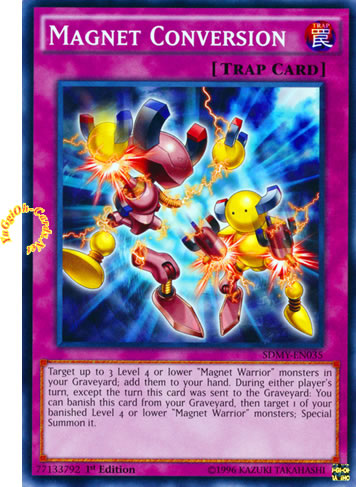 MAGNET CONVERSION
TRAP
罠
[TRAP CARD]
SDMY-EN035
Target up to 3 Level 4 or lower "Magnet Warrior" monsters in
your Graveyard; add them to your hand. During either player's
turn, except the turn this card was sent to the Graveyard: You
can banish this card from your Graveyard, then target 1 of your
banished Level 4 or lower "Magnet Warrior" monsters; Special
Summon it.
77133792 1st Edition
©1996 KAZUKI TAKAHASHI